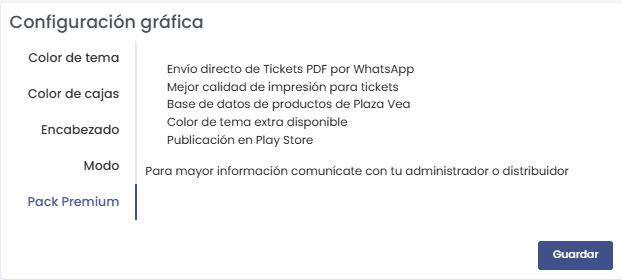 Configuración gráfica
Color de tema
Color de cajas
Encabezado
Modo
Pack Premium
Envío directo de Tickets PDF por WhatsApp
Mejor calidad de impresión para tickets
Base de datos de productos de Plaza Vea
Color de tema extra disponible
Publicación en Play Store
Para mayor información comunícate con tu administrador o distribuidor
Guardar